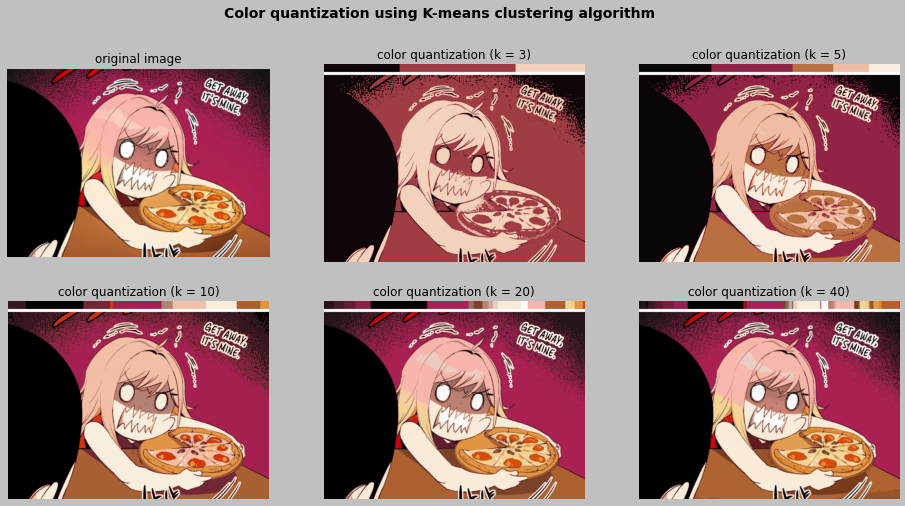 Color quantization using K-means clustering algorithm
original image
color quantization (k = 3)
color quantization (k = 5)
GET AWAY,
IT'S MINE.
GET AWAY,
IT'S MINE.
GET AWAY,
IT'S MINE.
color quantization (k = 10)
color quantization (k = 20)
color quantization (k = 40)
GET AWAY,
IT'S MINE.
GET AWAY,
IT'S MINE.
GET AWAY,
IT'S MINE.